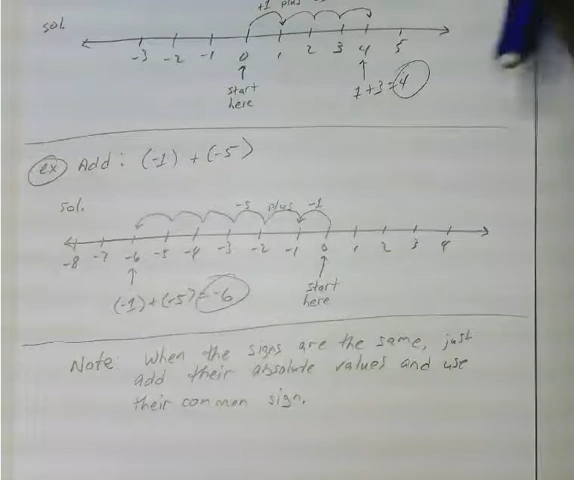 +1 plus
sol.
-3 -2 -1 0 1 2 3 4 5
start
here
1+3=4
ex Add: (-1) + (-5)
sol.
-5 plus -1
-8 -7 -6 -5 -4 -3 -2 -1 0 1 2 3 4
(-1)+(-5)=-6
start
here
Note: When the signs are the same, just
add their absolute values and use
their common sign.